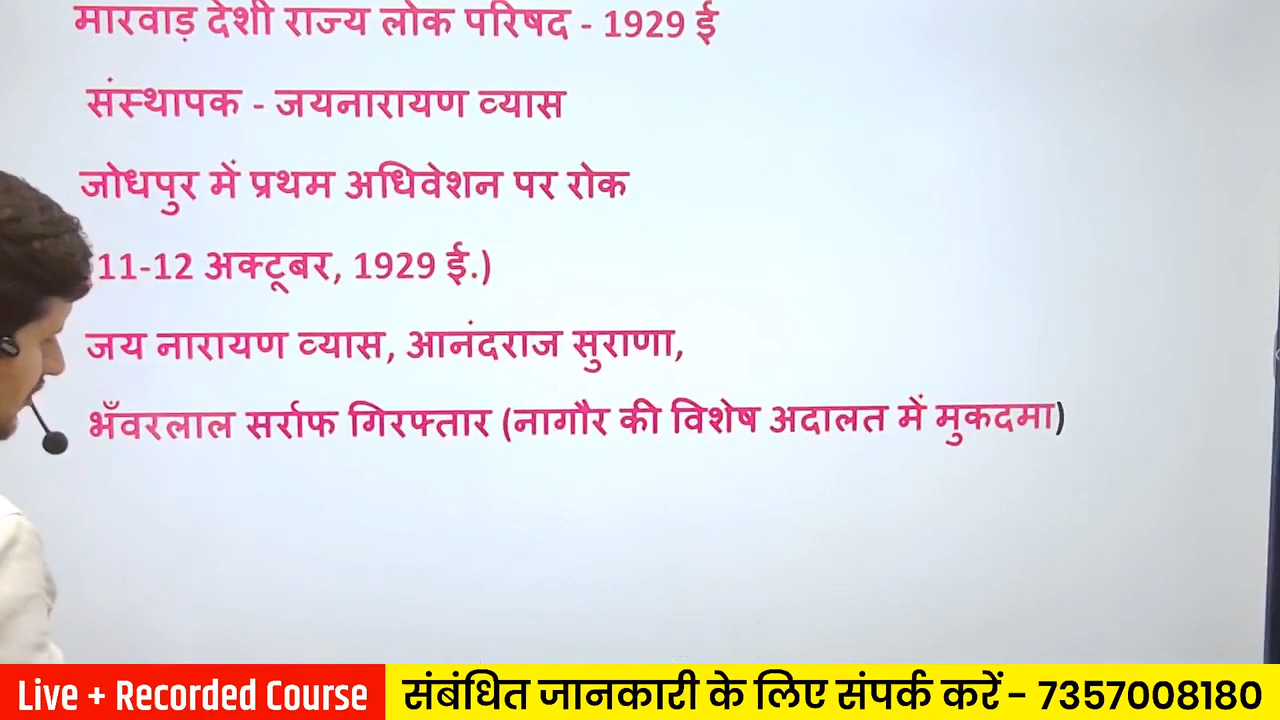 मारवाड़ देशी राज्य लोक परिषद - 1929 ई
संस्थापक - जयनारायण व्यास
जोधपुर में प्रथम अधिवेशन पर रोक
(11-12 अक्टूबर, 1929 ई.)
जय नारायण व्यास, आनंदराज सुराणा,
भँवरलाल सर्राफ गिरफ्तार (नागौर की विशेष अदालत में मुकदमा)
Live + Recorded Course संबंधित जानकारी के लिए संपर्क करें - 7357008180